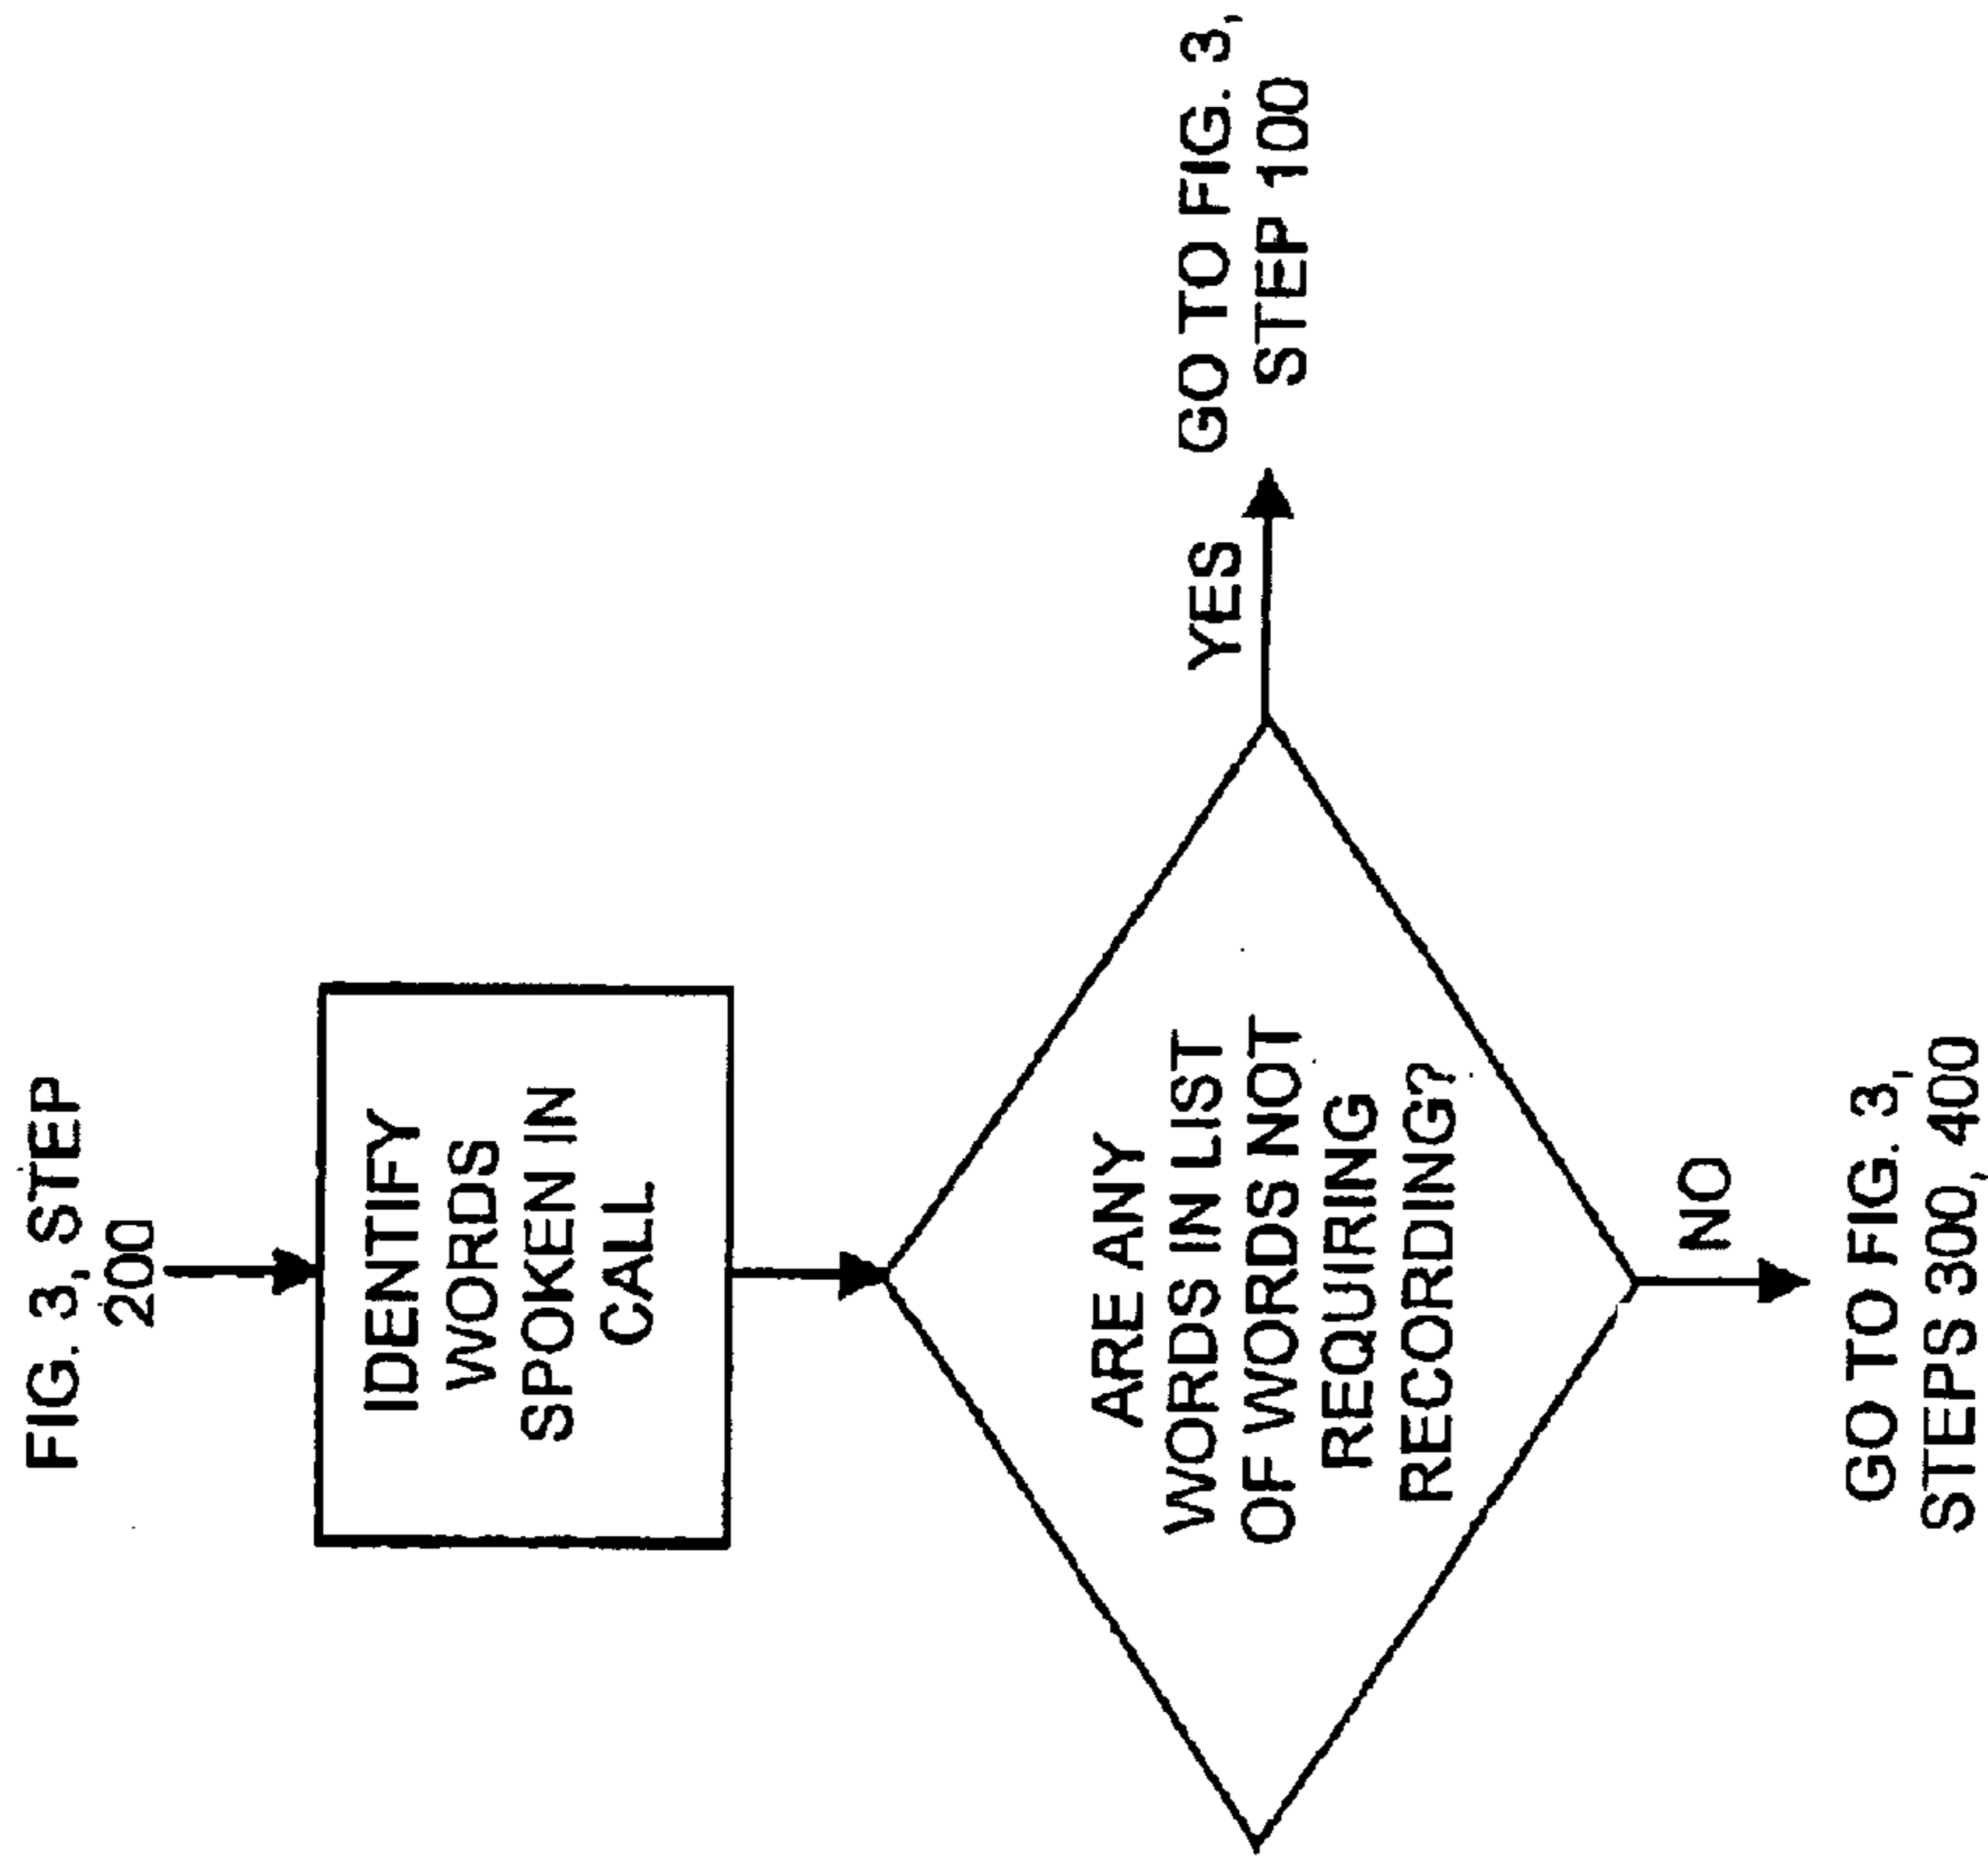 FIG. 3, STEP
200
IDENTIFY
WORDS
SPOKEN IN
CALL
ARE ANY
WORDS IN LIST
OF WORDS NOT
REQUIRING
RECORDING?
YES
GO TO FIG. 3,
STEP 100
NO
GO TO FIG. 3,
STEPS 300, 400